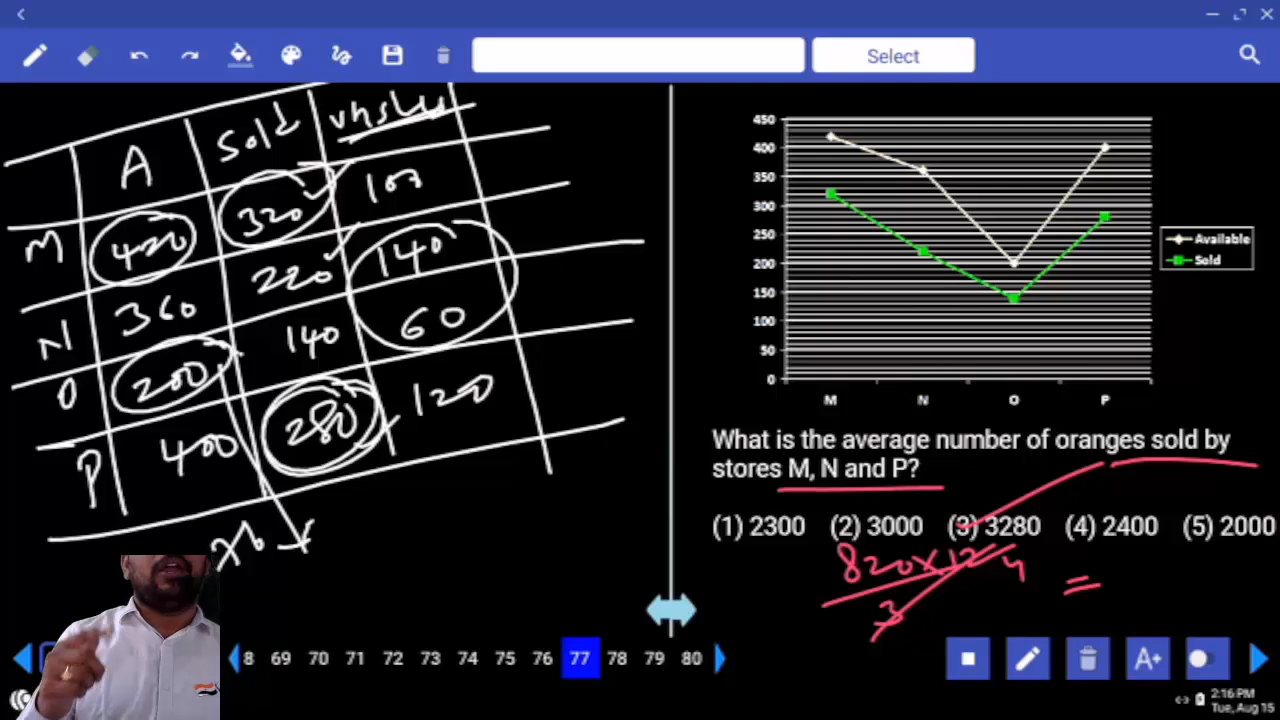 Select
A sold
M 420 320 100
N 360 220 140
O 200 140 60
P 400 280 120
450
400
350
300
250
200
150
100
50
0
M N O P
Available
Sold
What is the average number of oranges sold by
stores M, N and P?
(1) 2300 (2) 3000 (3) 3280 (4) 2400 (5) 2000
820×12 4
3
=
8 69 70 71 72 73 74 75 76 77 78 79 80
A+
2:16 PM
Tue, Aug 15